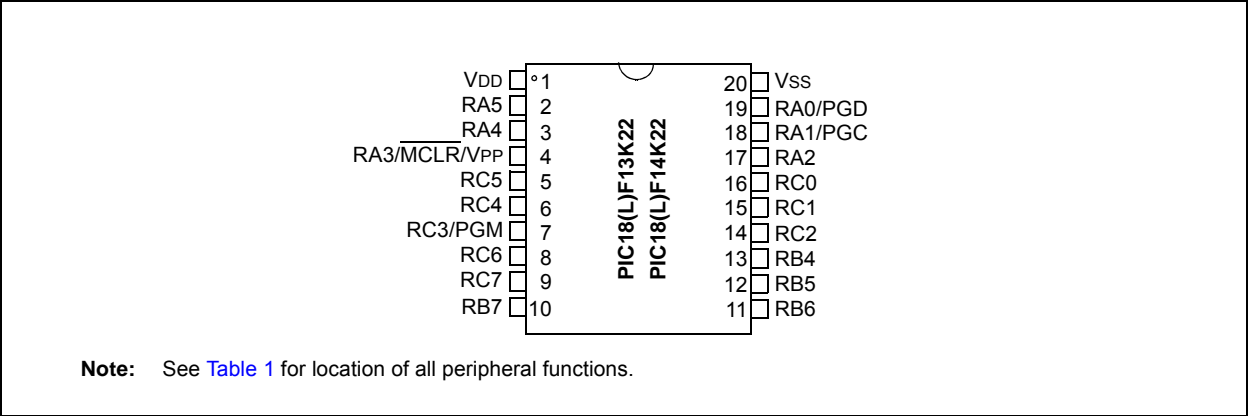 VDD 1 20 VSS
RA5 2 19 RA0/PGD
RA4 3 18 RA1/PGC
RA3/MCLR/VPP 4 17 RA2
RC5 5 16 RC0
RC4 6 15 RC1
RC3/PGM 7 14 RC2
RC6 8 13 RB4
RC7 9 12 RB5
RB7 10 11 RB6
PIC18(L)F13K22
PIC18(L)F14K22
Note: See Table 1 for location of all peripheral functions.